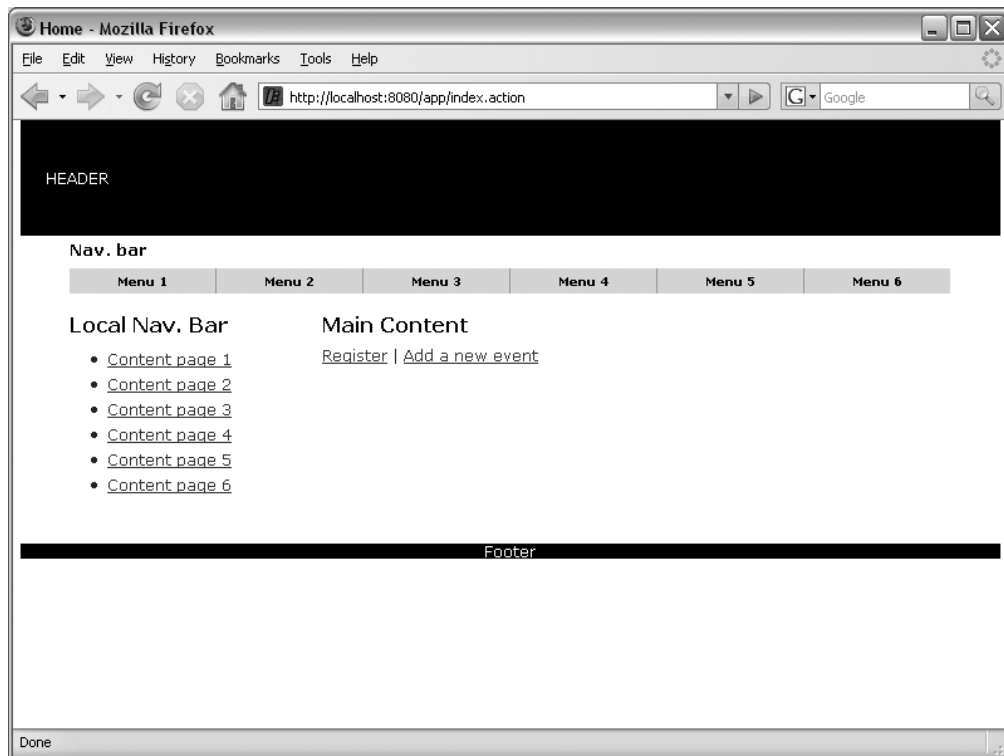 Home - Mozilla Firefox
File Edit View History Bookmarks Tools Help
http://localhost:8080/app/index.action
G Google
HEADER
Nav. bar
Menu 1 Menu 2 Menu 3 Menu 4 Menu 5 Menu 6
Local Nav. Bar
Content page 1
Content page 2
Content page 3
Content page 4
Content page 5
Content page 6
Main Content
Register | Add a new event
Footer
Done